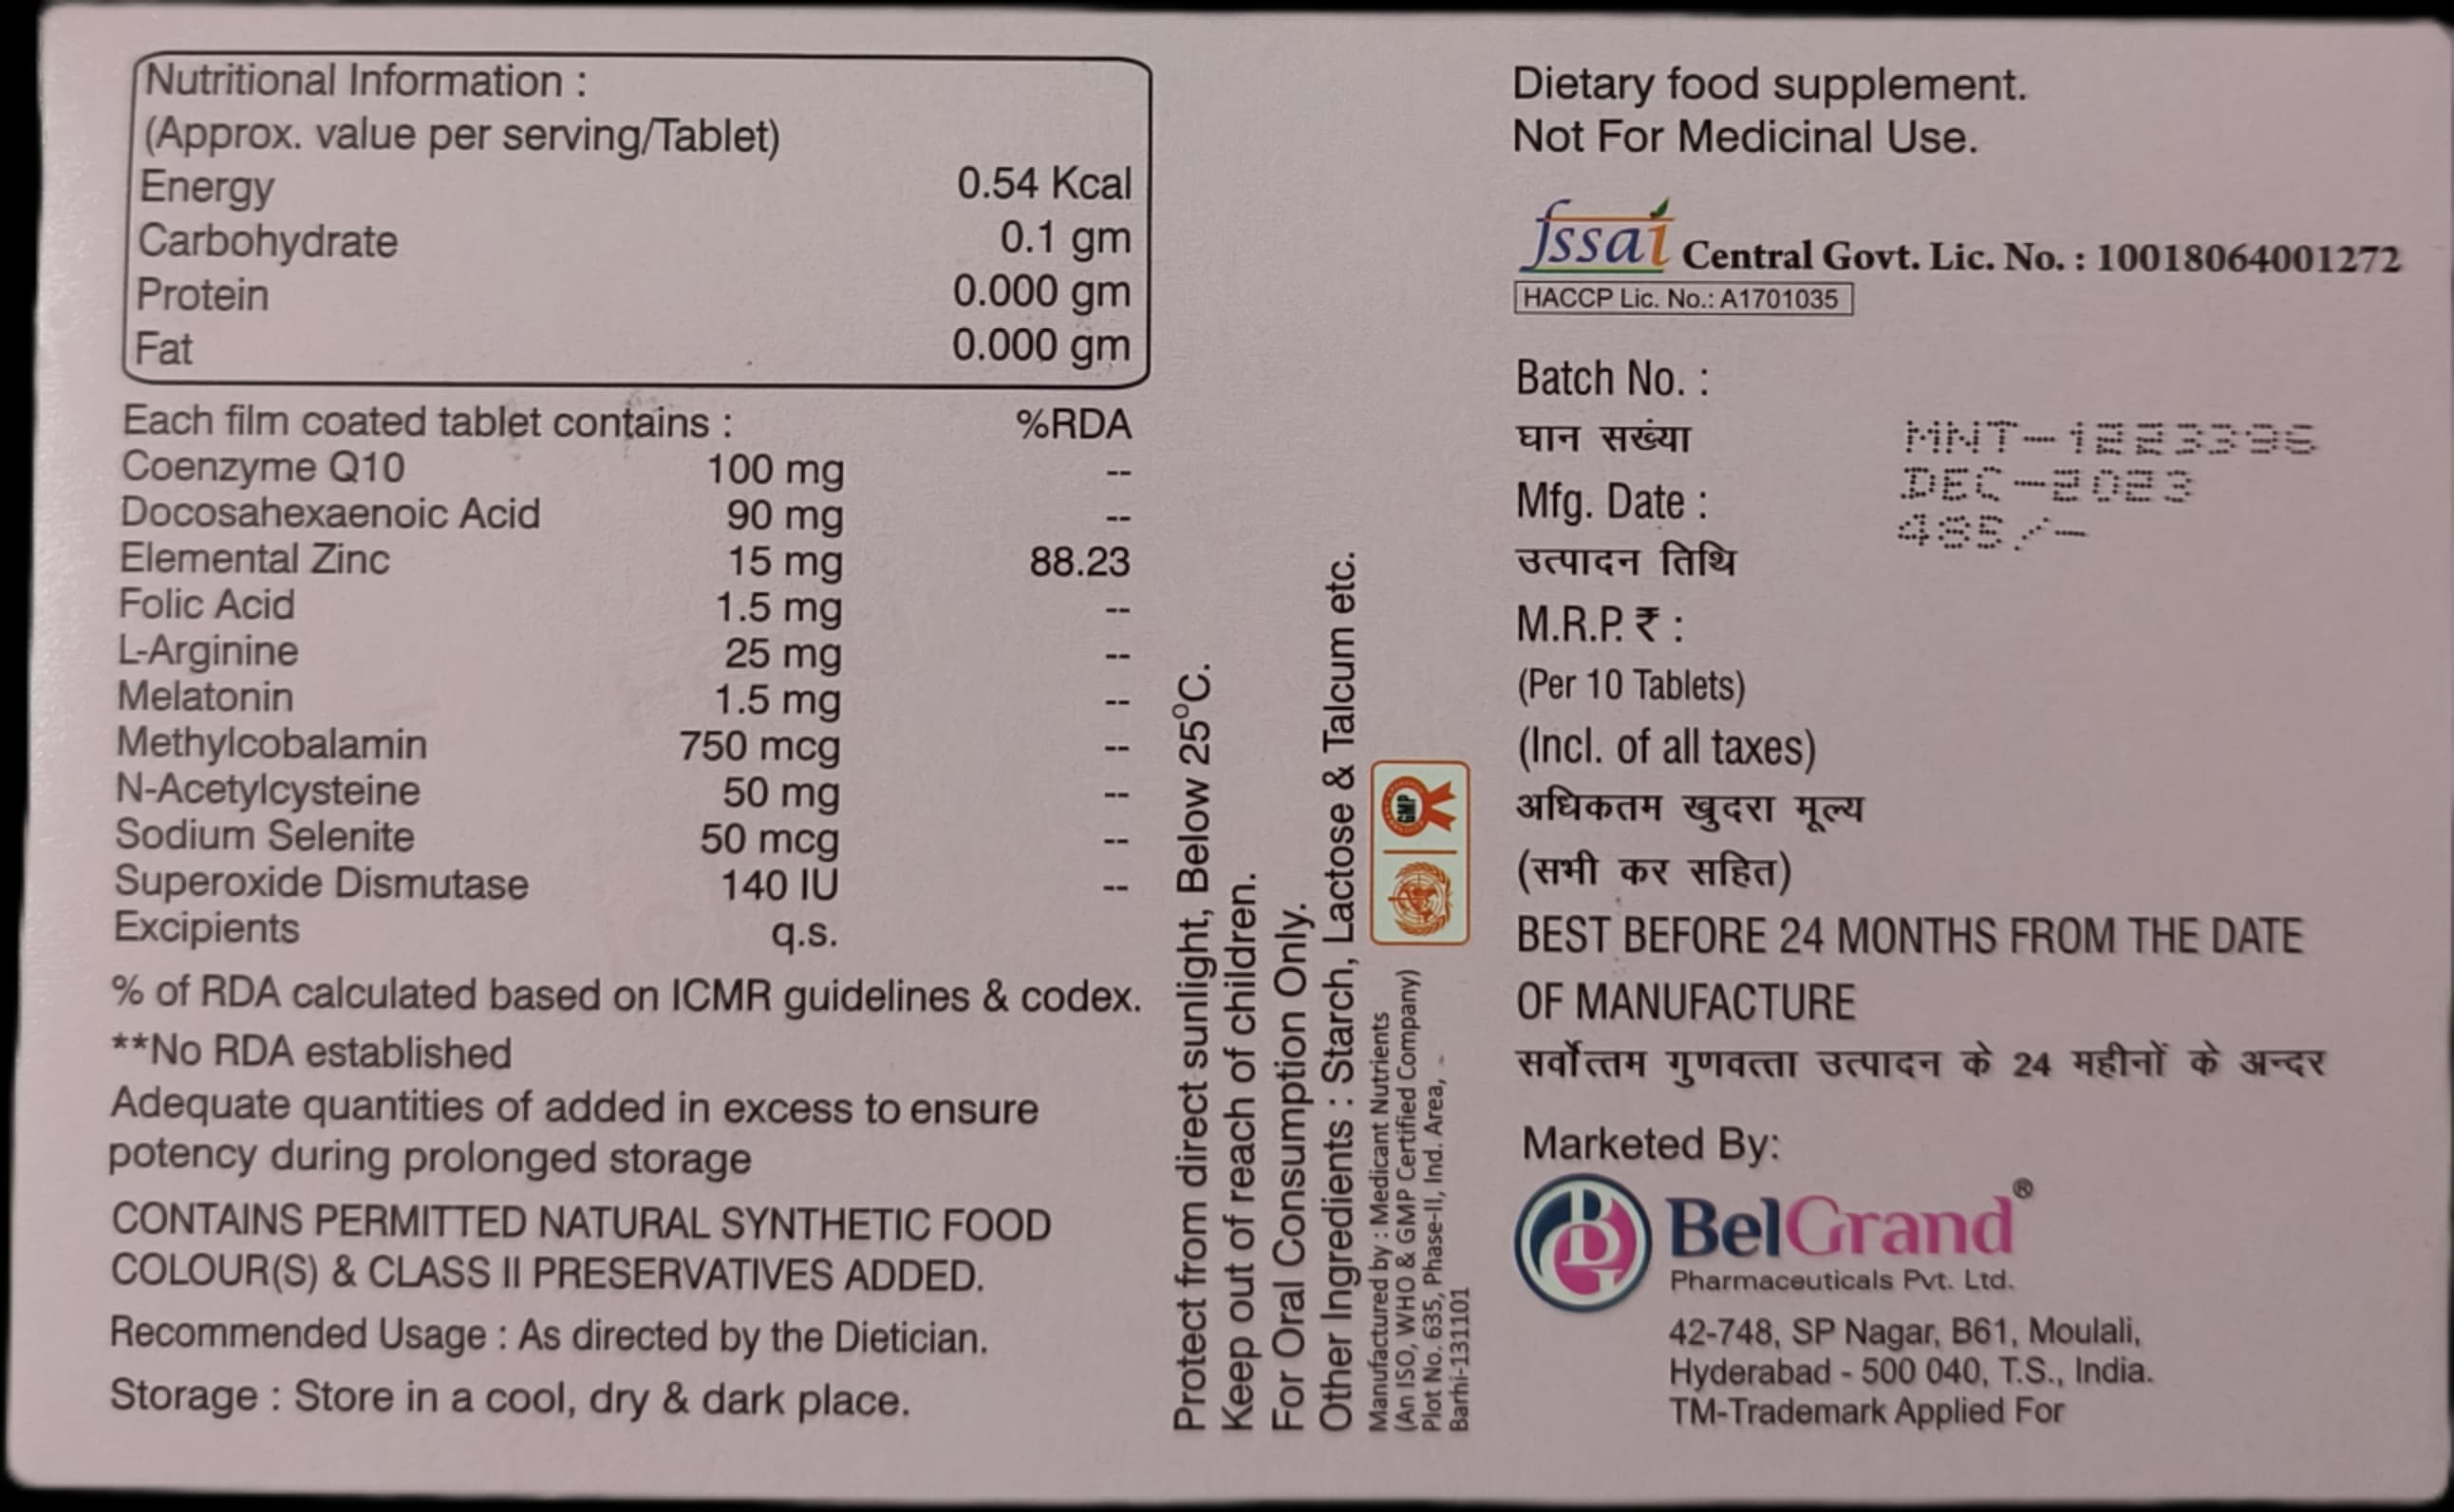 Nutritional Information :
(Approx. value per serving/Tablet)
Energy 0.54 Kcal
Carbohydrate 0.1 gm
Protein 0.000 gm
Fat 0.000 gm
Each film coated tablet contains : %RDA
Coenzyme Q10 100 mg --
Docosahexaenoic Acid 90 mg --
Elemental Zinc 15 mg 88.23
Folic Acid 1.5 mg --
L-Arginine 25 mg --
Melatonin 1.5 mg --
Methylcobalamin 750 mcg --
N-Acetylcysteine 50 mg --
Sodium Selenite 50 mcg --
Superoxide Dismutase 140 IU --
Excipients q.s.
% of RDA calculated based on ICMR guidelines & codex.
**No RDA established
Adequate quantities of added in excess to ensure
potency during prolonged storage
CONTAINS PERMITTED NATURAL SYNTHETIC FOOD
COLOUR(S) & CLASS II PRESERVATIVES ADDED.
Recommended Usage : As directed by the Dietician.
Storage : Store in a cool, dry & dark place.
Protect from direct sunlight, Below 25°C.
Keep out of reach of children.
For Oral Consumption Only.
Other Ingredients : Starch, Lactose & Talcum etc.
Manufactured by : Medicant Nutrients
(An ISO, WHO & GMP Certified Company)
Plot No. 635, Phase-II, Ind. Area,
Barhi-131101
GMP
Dietary food supplement.
Not For Medicinal Use.
fssai Central Govt. Lic. No. : 10018064001272
HACCP Lic. No.: A1701035
Batch No. :
घान सख्या MNT-1223396
Mfg. Date : DEC-2023
उत्पादन तिथि 485/-
M.R.P. ₹ :
(Per 10 Tablets)
(Incl. of all taxes)
अधिकतम खुदरा मूल्य
(सभी कर सहित)
BEST BEFORE 24 MONTHS FROM THE DATE
OF MANUFACTURE
सर्वोत्तम गुणवत्ता उत्पादन के 24 महीनों के अन्दर
Marketed By:
BelGrand®
Pharmaceuticals Pvt. Ltd.
42-748, SP Nagar, B61, Moulali,
Hyderabad - 500 040, T.S., India.
TM-Trademark Applied For